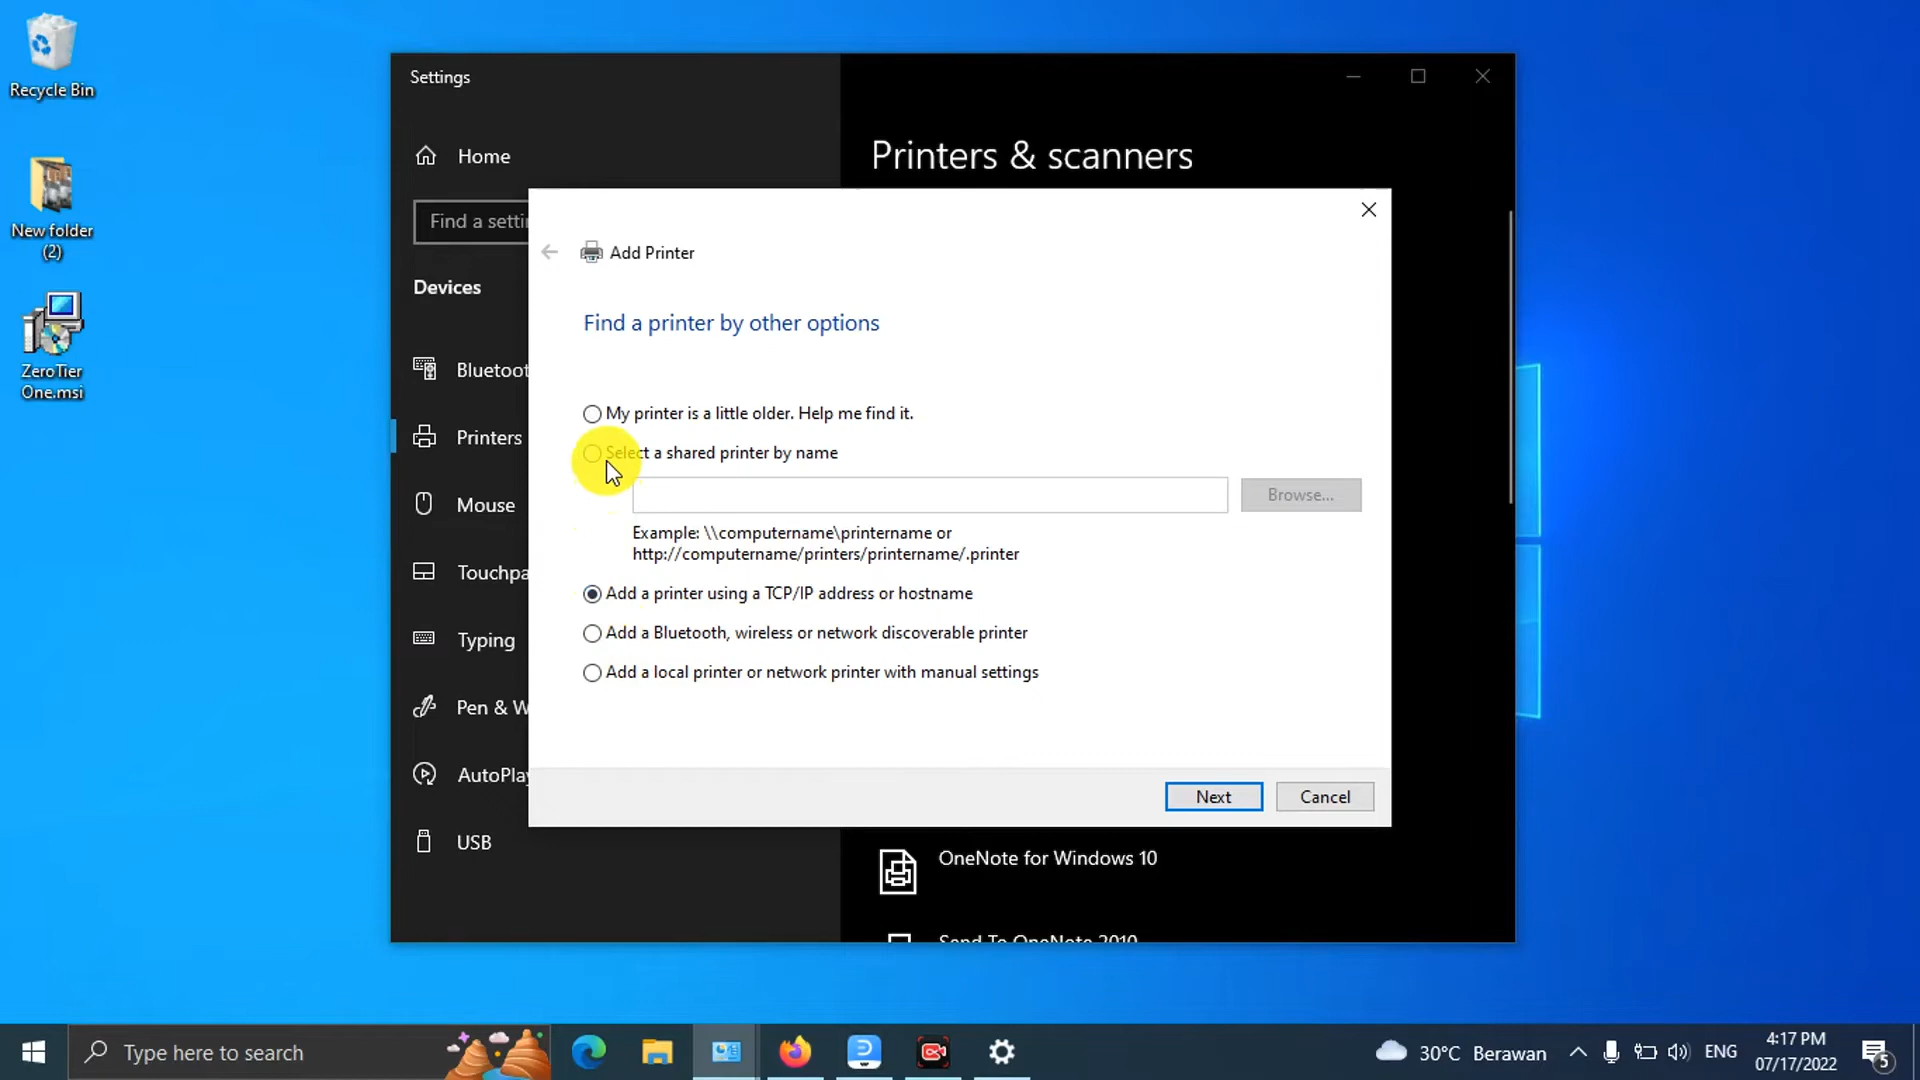 Recycle Bin
New folder
(2)
ZeroTier
One.msi
Settings
Home
Find a setti
Devices
Bluetoot
Printers
Mouse
Touchpa
Typing
Pen & W
AutoPlay
USB
Printers & scanners
Add Printer
Find a printer by other options
My printer is a little older. Help me find it.
Select a shared printer by name
Browse...
Example: \\computername\printername or
http://computername/printers/printername/.printer
Add a printer using a TCP/IP address or hostname
Add a Bluetooth, wireless or network discoverable printer
Add a local printer or network printer with manual settings
Next
Cancel
OneNote for Windows 10
Send To OneNote 2010
Type here to search
30°C Berawan
ENG
4:17 PM
07/17/2022
5